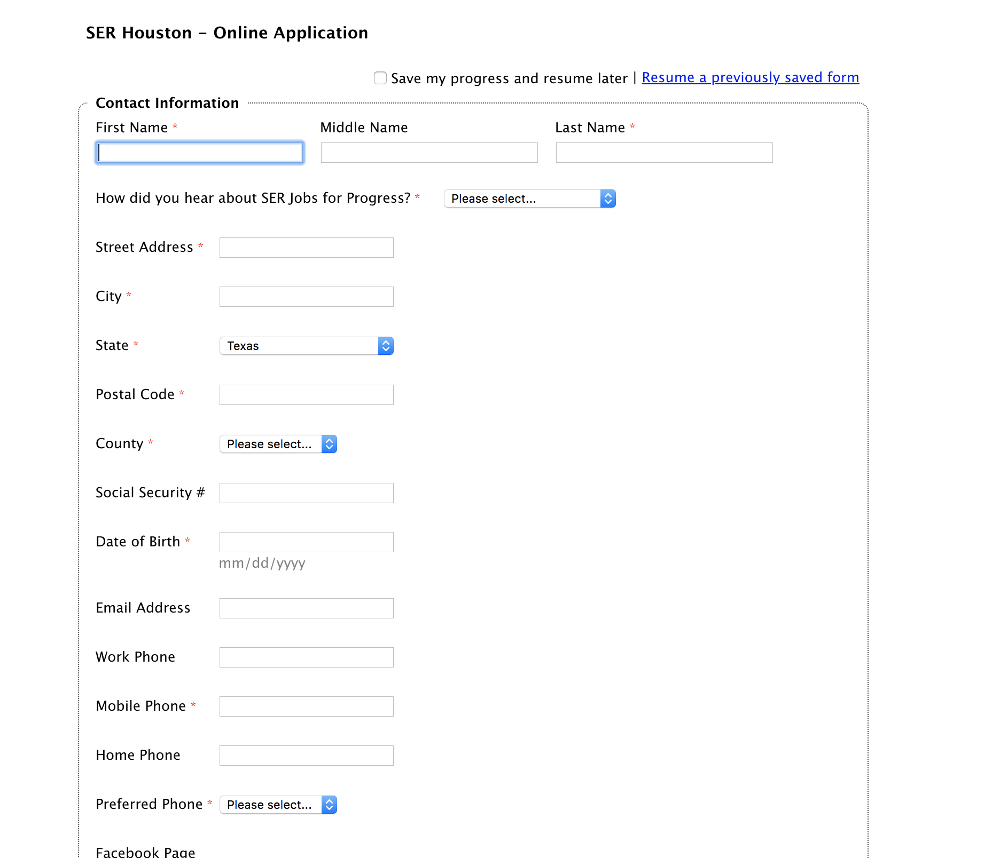 SER Houston – Online Application
Save my progress and resume later | Resume a previously saved form
Contact Information
First Name * Middle Name Last Name *
How did you hear about SER Jobs for Progress? * Please select...
Street Address *
City *
State * Texas
Postal Code *
County * Please select...
Social Security #
Date of Birth *
mm/dd/yyyy
Email Address
Work Phone
Mobile Phone *
Home Phone
Preferred Phone * Please select...
Facebook Page